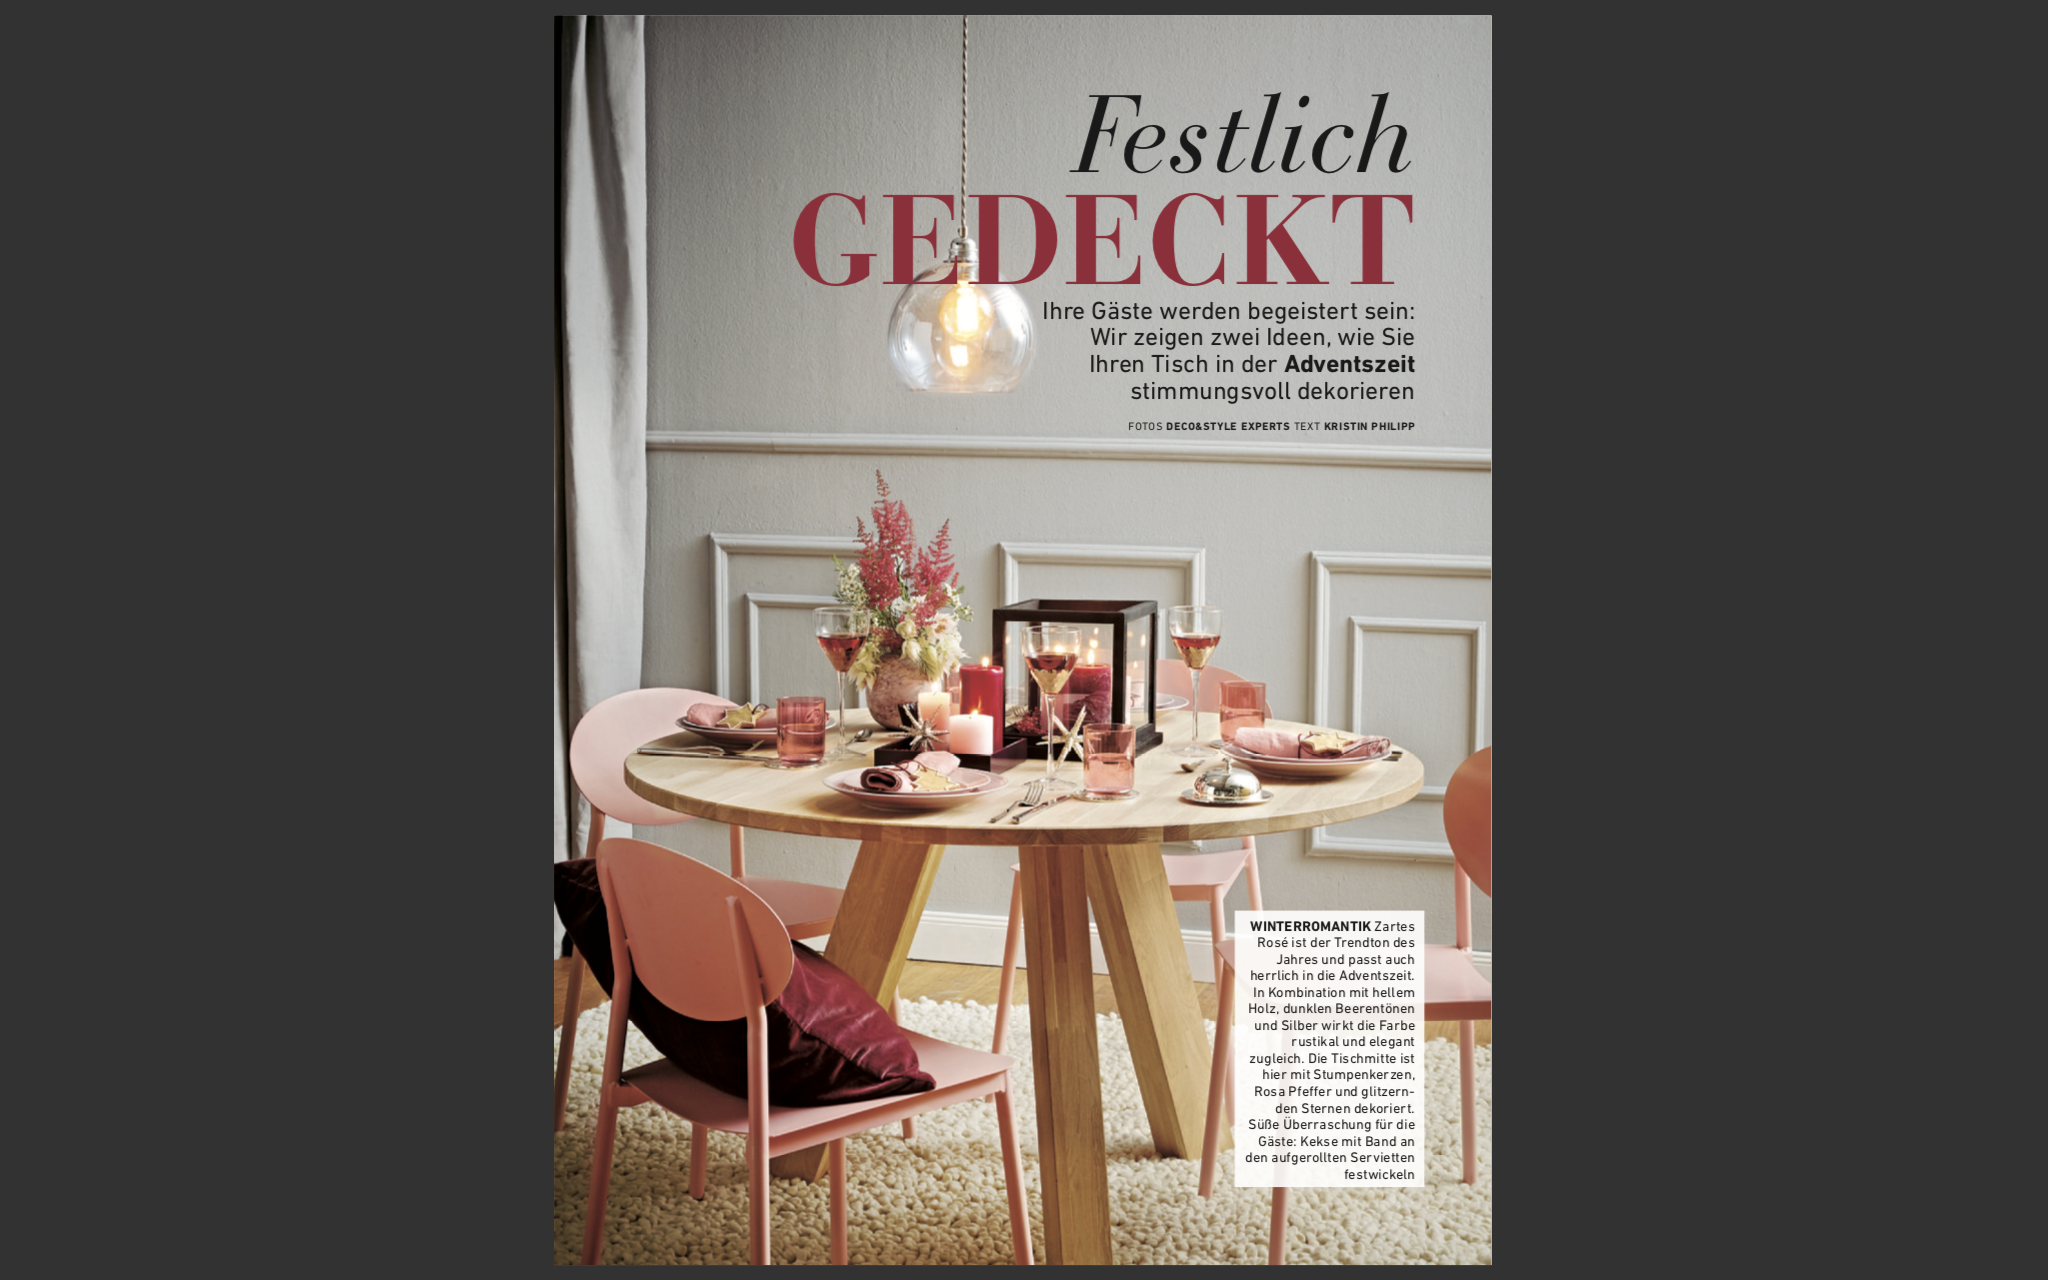 Festlich
GEDECKT
Ihre Gäste werden begeistert sein:
Wir zeigen zwei Ideen, wie Sie
Ihren Tisch in der Adventszeit
stimmungsvoll dekorieren
FOTOS DECO&STYLE EXPERTS TEXT KRISTIN PHILIPP
WINTERROMANTIK Zartes
Rosé ist der Trendton des
Jahres und passt auch
herrlich in die Adventszeit.
In Kombination mit hellem
Holz, dunklen Beerentönen
und Silber wirkt die Farbe
rustikal und elegant
zugleich. Die Tischmitte ist
hier mit Stumpenkerzen,
Rosa Pfeffer und glitzern-
den Sternen dekoriert.
Süße Überraschung für die
Gäste: Kekse mit Band an
den aufgerollten Servietten
festwickeln